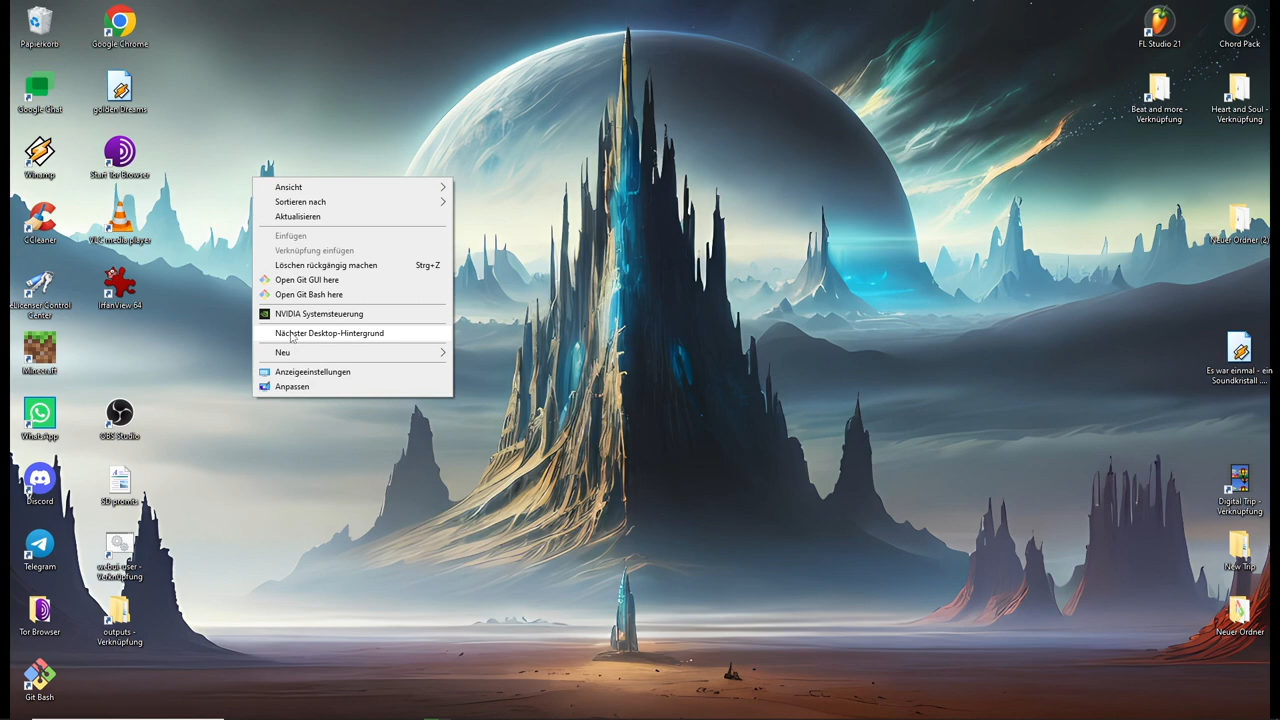 Papierkorb
Google Chrome
FL Studio 21
Chord Pack
Google Chat
golden Dreams
Beat and more -
Verknüpfung
Heart and Soul -
Verknüpfung
Winamp
Start Tor Browser
CCleaner
VLC media player
Neuer Ordner (2)
eLicenser Control
Center
IrfanView 64
Minecraft
Es war einmal - ein
Soundkristall ....
WhatsApp
OBS Studio
Discord
SD promts
Digital Trip -
Verknüpfung
Telegram
webui-user -
Verknüpfung
New Trip
Tor Browser
outputs -
Verknüpfung
Neuer Ordner
Git Bash
Ansicht
Sortieren nach
Aktualisieren
Einfügen
Verknüpfung einfügen
Löschen rückgängig machen Strg+Z
Open Git GUI here
Open Git Bash here
NVIDIA Systemsteuerung
Nächster Desktop-Hintergrund
Neu
Anzeigeeinstellungen
Anpassen